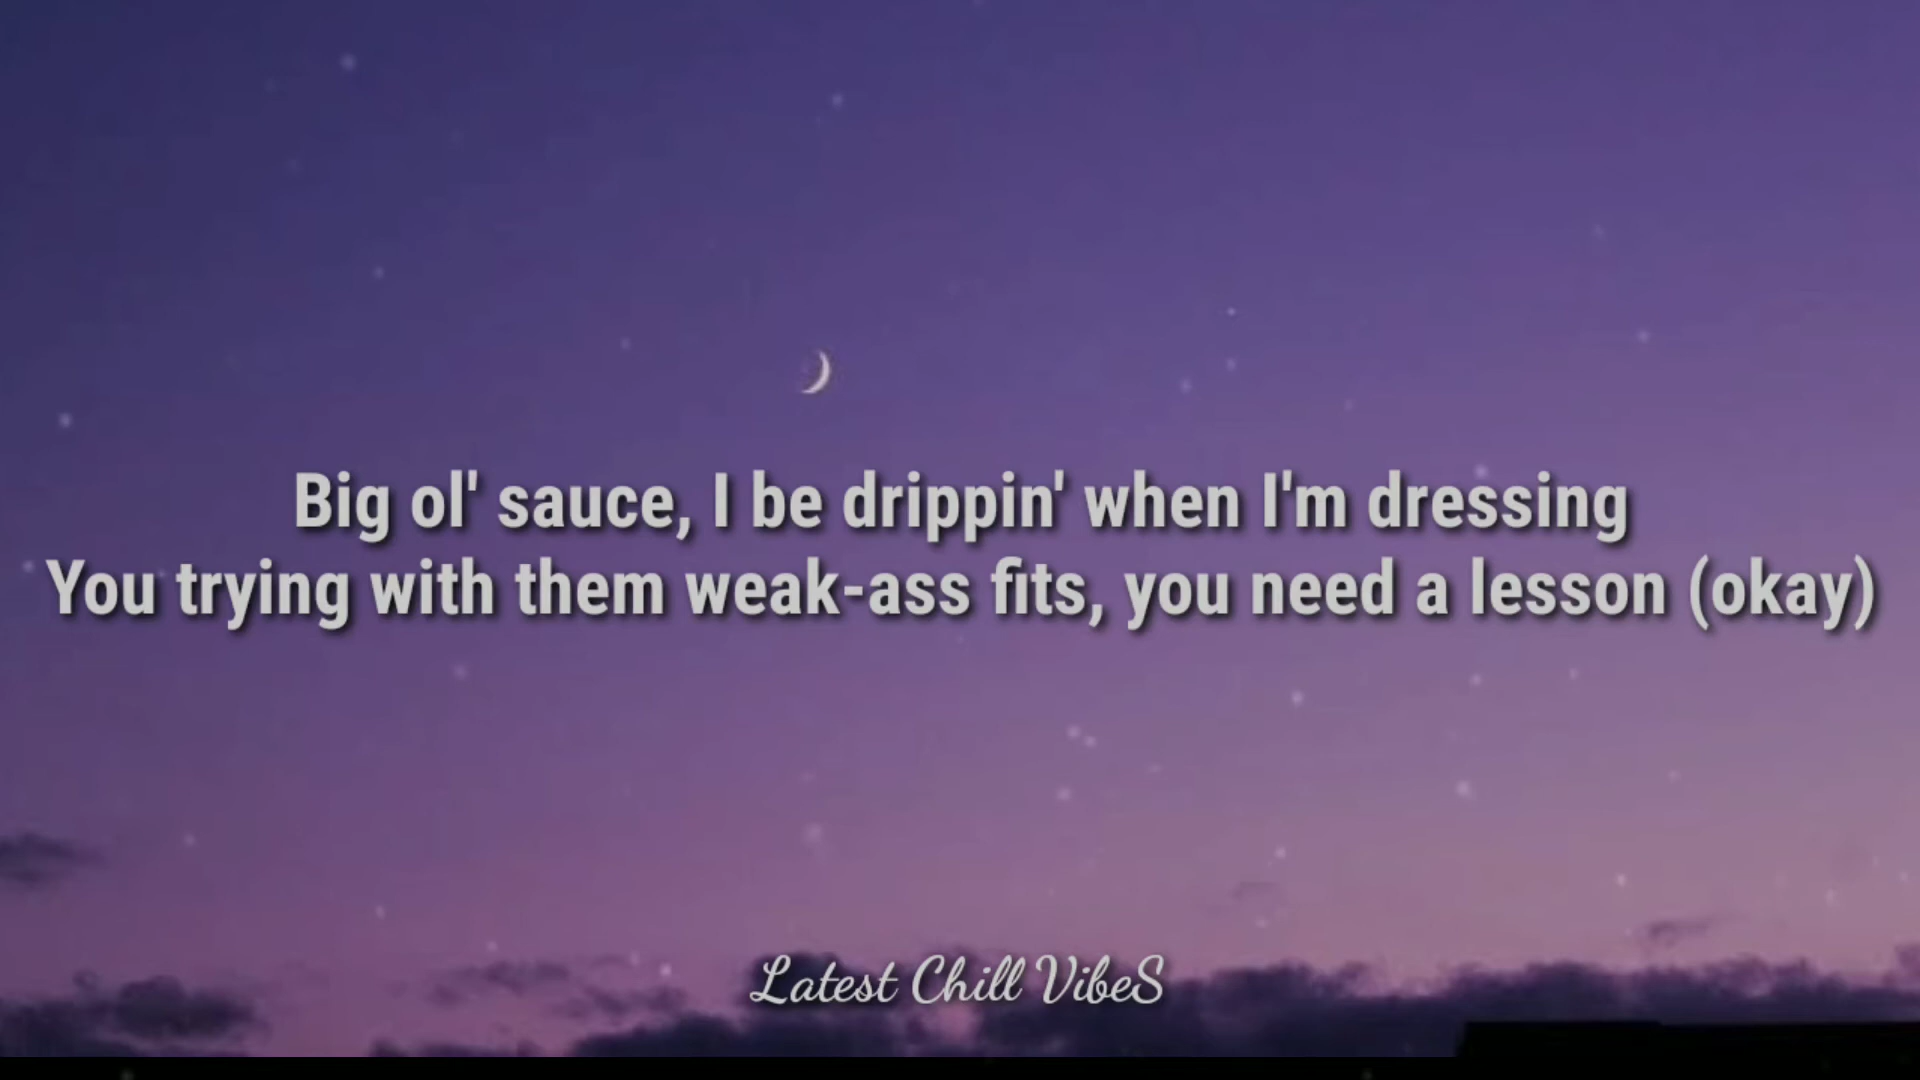 Big ol' sauce, I be drippin' when I'm dressing
You trying with them weak-ass fits, you need a lesson (okay)
Latest Chill VibeS